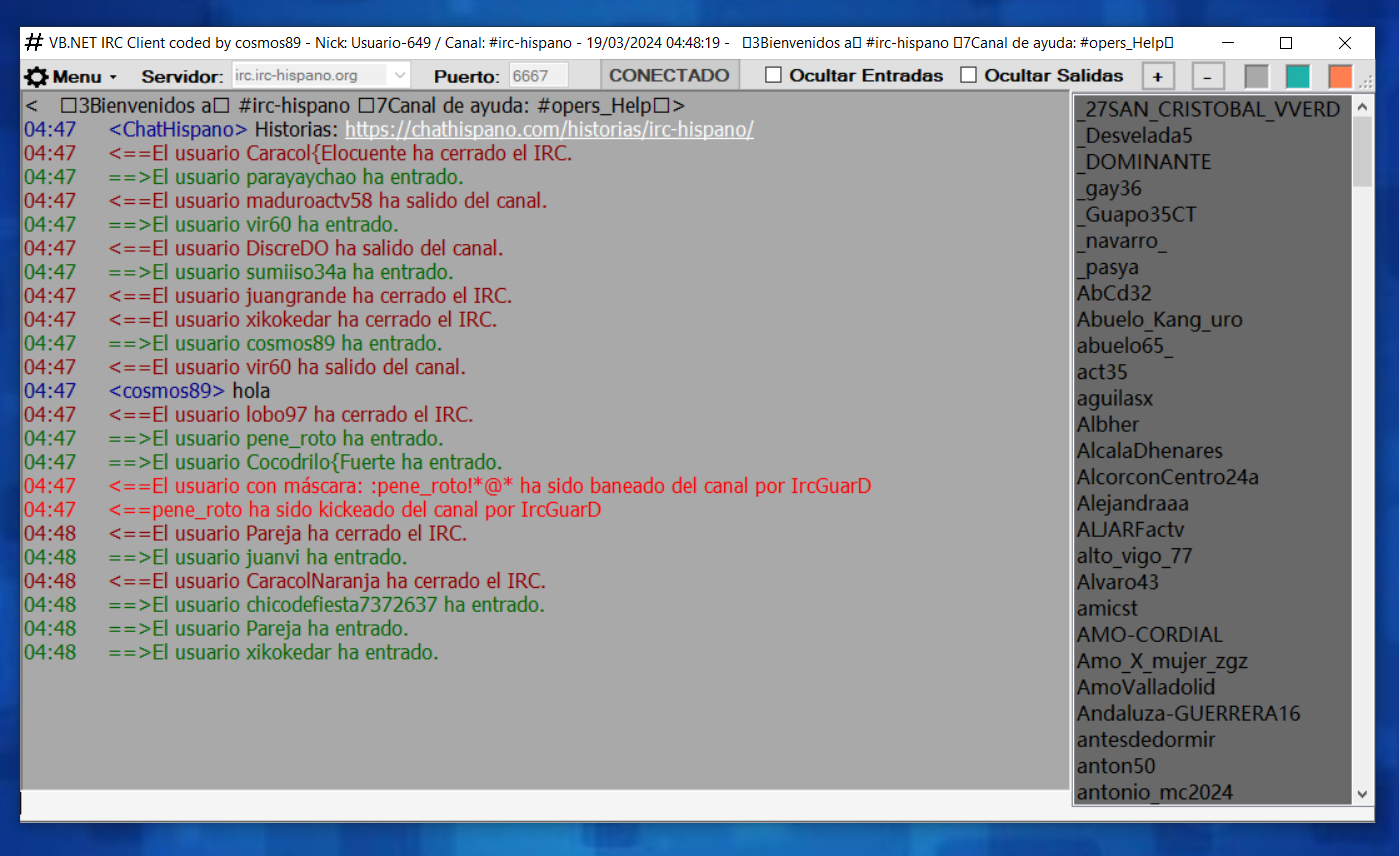 # VB.NET IRC Client coded by cosmos89 - Nick: Usuario-649 / Canal: #irc-hispano - 19/03/2024 04:48:19 - □3Bienvenidos a□ #irc-hispano □7Canal de ayuda: #opers_Help□
Menu Servidor: irc.irc-hispano.org Puerto: 6667 CONECTADO Ocultar Entradas Ocultar Salidas + -
< □3Bienvenidos a□ #irc-hispano □7Canal de ayuda: #opers_Help□>
04:47 <ChatHispano> Historias: https://chathispano.com/historias/irc-hispano/
04:47 <==El usuario Caracol{Elocuente ha cerrado el IRC.
04:47 ==>El usuario parayaychao ha entrado.
04:47 <==El usuario maduroactv58 ha salido del canal.
04:47 ==>El usuario vir60 ha entrado.
04:47 <==El usuario DiscreDO ha salido del canal.
04:47 ==>El usuario sumiiso34a ha entrado.
04:47 <==El usuario juangrande ha cerrado el IRC.
04:47 <==El usuario xikokedar ha cerrado el IRC.
04:47 ==>El usuario cosmos89 ha entrado.
04:47 <==El usuario vir60 ha salido del canal.
04:47 <cosmos89> hola
04:47 <==El usuario lobo97 ha cerrado el IRC.
04:47 ==>El usuario pene_roto ha entrado.
04:47 ==>El usuario Cocodrilo{Fuerte ha entrado.
04:47 <==El usuario con máscara: :pene_roto!*@* ha sido baneado del canal por IrcGuarD
04:47 <==pene_roto ha sido kickeado del canal por IrcGuarD
04:48 <==El usuario Pareja ha cerrado el IRC.
04:48 ==>El usuario juanvi ha entrado.
04:48 <==El usuario CaracolNaranja ha cerrado el IRC.
04:48 ==>El usuario chicodefiesta7372637 ha entrado.
04:48 ==>El usuario Pareja ha entrado.
04:48 ==>El usuario xikokedar ha entrado.
_27SAN_CRISTOBAL_VVERD
_Desvelada5
_DOMINANTE
_gay36
_Guapo35CT
_navarro_
_pasya
AbCd32
Abuelo_Kang_uro
abuelo65_
act35
aguilasx
Albher
AlcalaDhenares
AlcorconCentro24a
Alejandraaa
ALJARFactv
alto_vigo_77
Alvaro43
amicst
AMO-CORDIAL
Amo_X_mujer_zgz
AmoValladolid
Andaluza-GUERRERA16
antesdedormir
anton50
antonio_mc2024